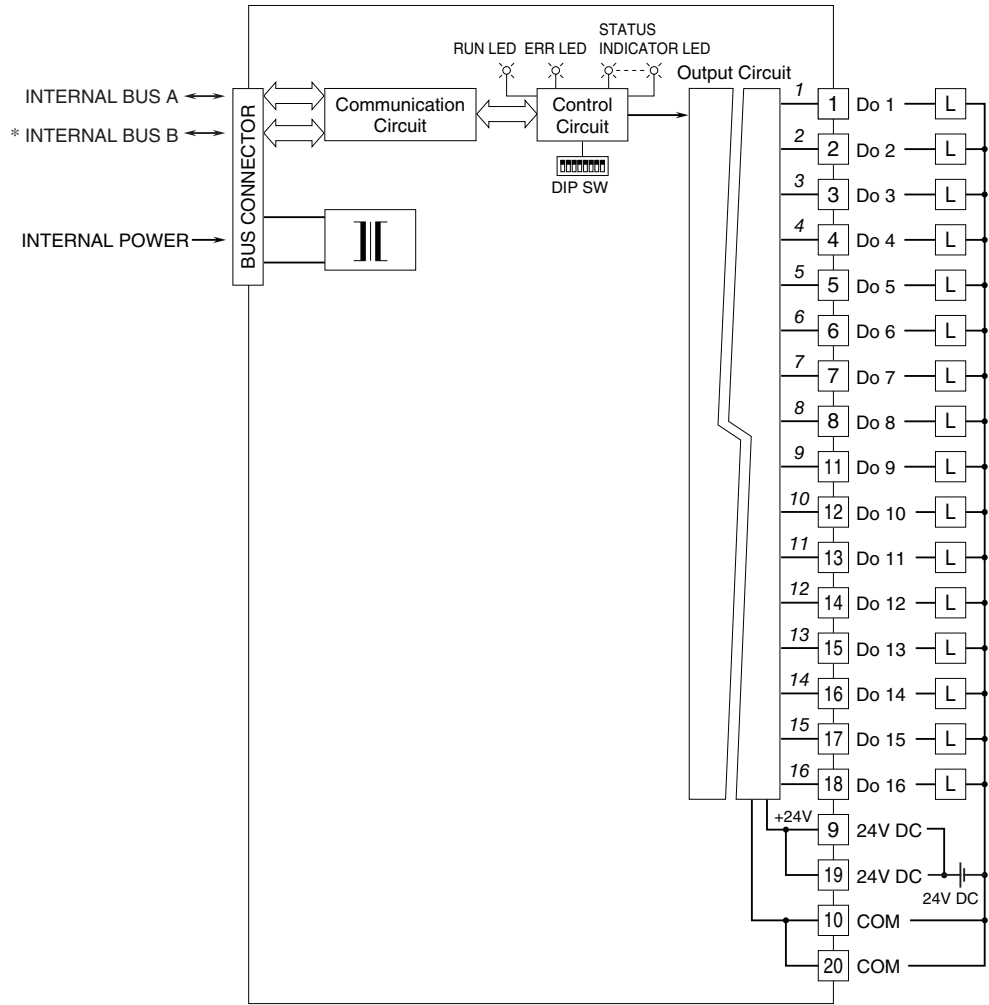 STATUS
RUN LED ERR LED INDICATOR LED
Output Circuit
INTERNAL BUS A
* INTERNAL BUS B
INTERNAL POWER
BUS CONNECTOR
Communication
Circuit
Control
Circuit
DIP SW
1 1 Do 1 L
2 2 Do 2 L
3 3 Do 3 L
4 4 Do 4 L
5 5 Do 5 L
6 6 Do 6 L
7 7 Do 7 L
8 8 Do 8 L
9 11 Do 9 L
10 12 Do 10 L
11 13 Do 11 L
12 14 Do 12 L
13 15 Do 13 L
14 16 Do 14 L
15 17 Do 15 L
16 18 Do 16 L
+24V 9 24V DC
19 24V DC
24V DC
10 COM
20 COM